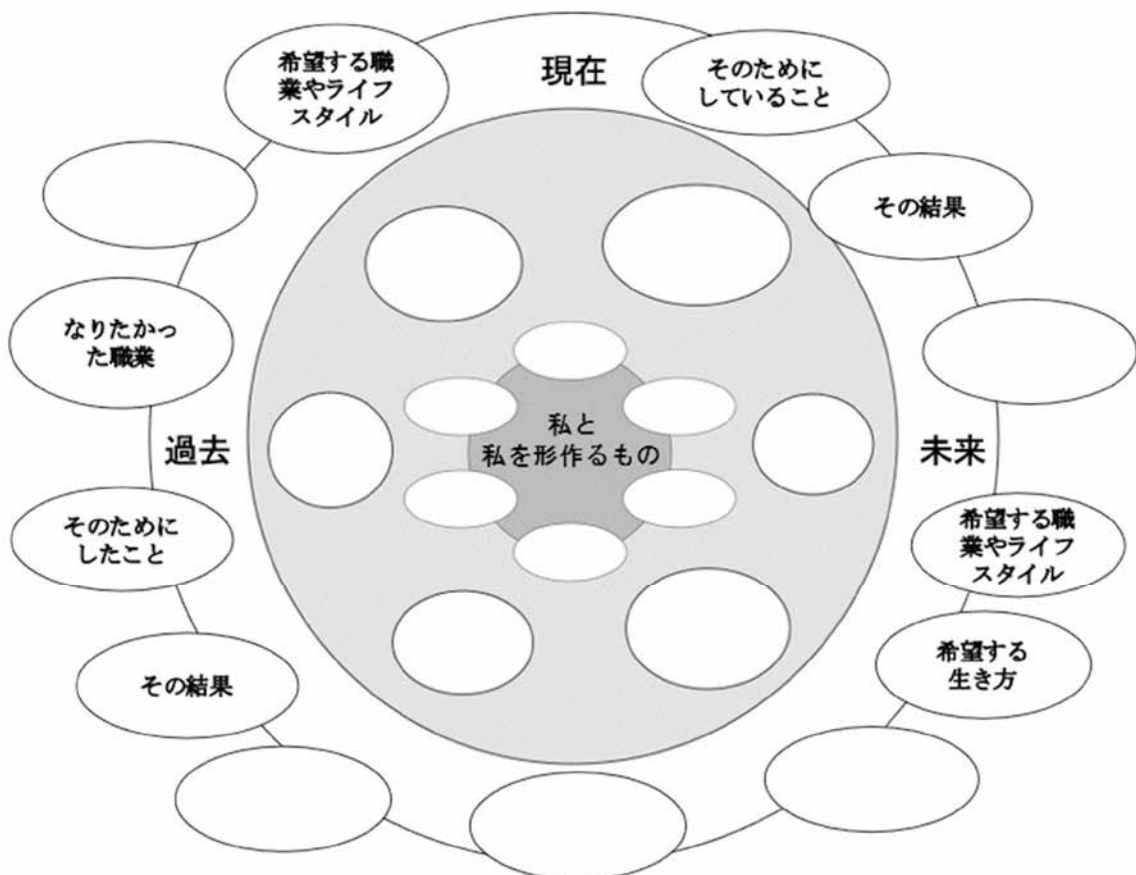 希望する職
業やライフ
スタイル
現在
そのために
していること
その結果
なりたかっ
た職業
過去
私と
私を形作るもの
未来
そのために
したこと
希望する職
業やライフ
スタイル
その結果
希望する
生き方